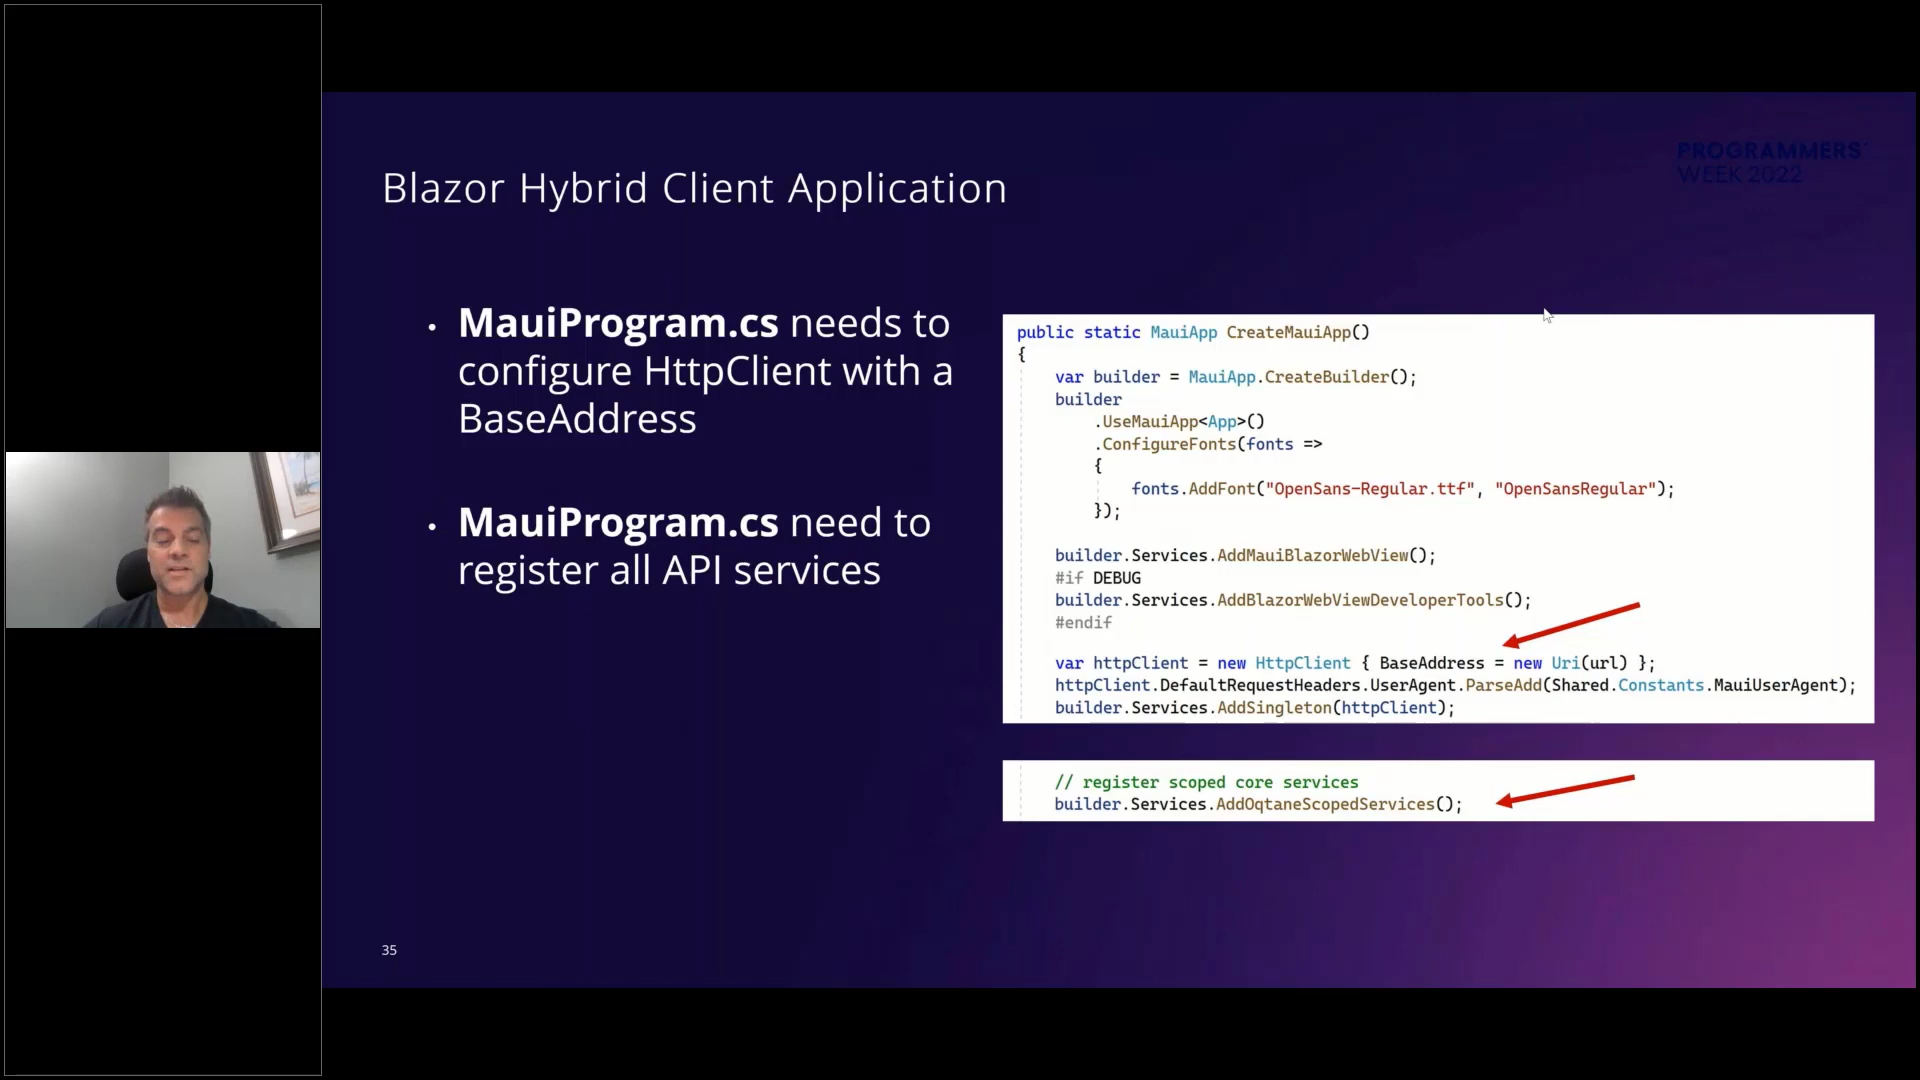 PROGRAMMERS'
WEEK 2022
Blazor Hybrid Client Application
• MauiProgram.cs needs to
configure HttpClient with a
BaseAddress
• MauiProgram.cs need to
register all API services
public static MauiApp CreateMauiApp()
{
var builder = MauiApp.CreateBuilder();
builder
.UseMauiApp<App>()
.ConfigureFonts(fonts =>
{
fonts.AddFont("OpenSans-Regular.ttf", "OpenSansRegular");
});
builder.Services.AddMauiBlazorWebView();
#if DEBUG
builder.Services.AddBlazorWebViewDeveloperTools();
#endif
var httpClient = new HttpClient { BaseAddress = new Uri(url) };
httpClient.DefaultRequestHeaders.UserAgent.ParseAdd(Shared.Constants.MauiUserAgent);
builder.Services.AddSingleton(httpClient);
// register scoped core services
builder.Services.AddOqtaneScopedServices();
35